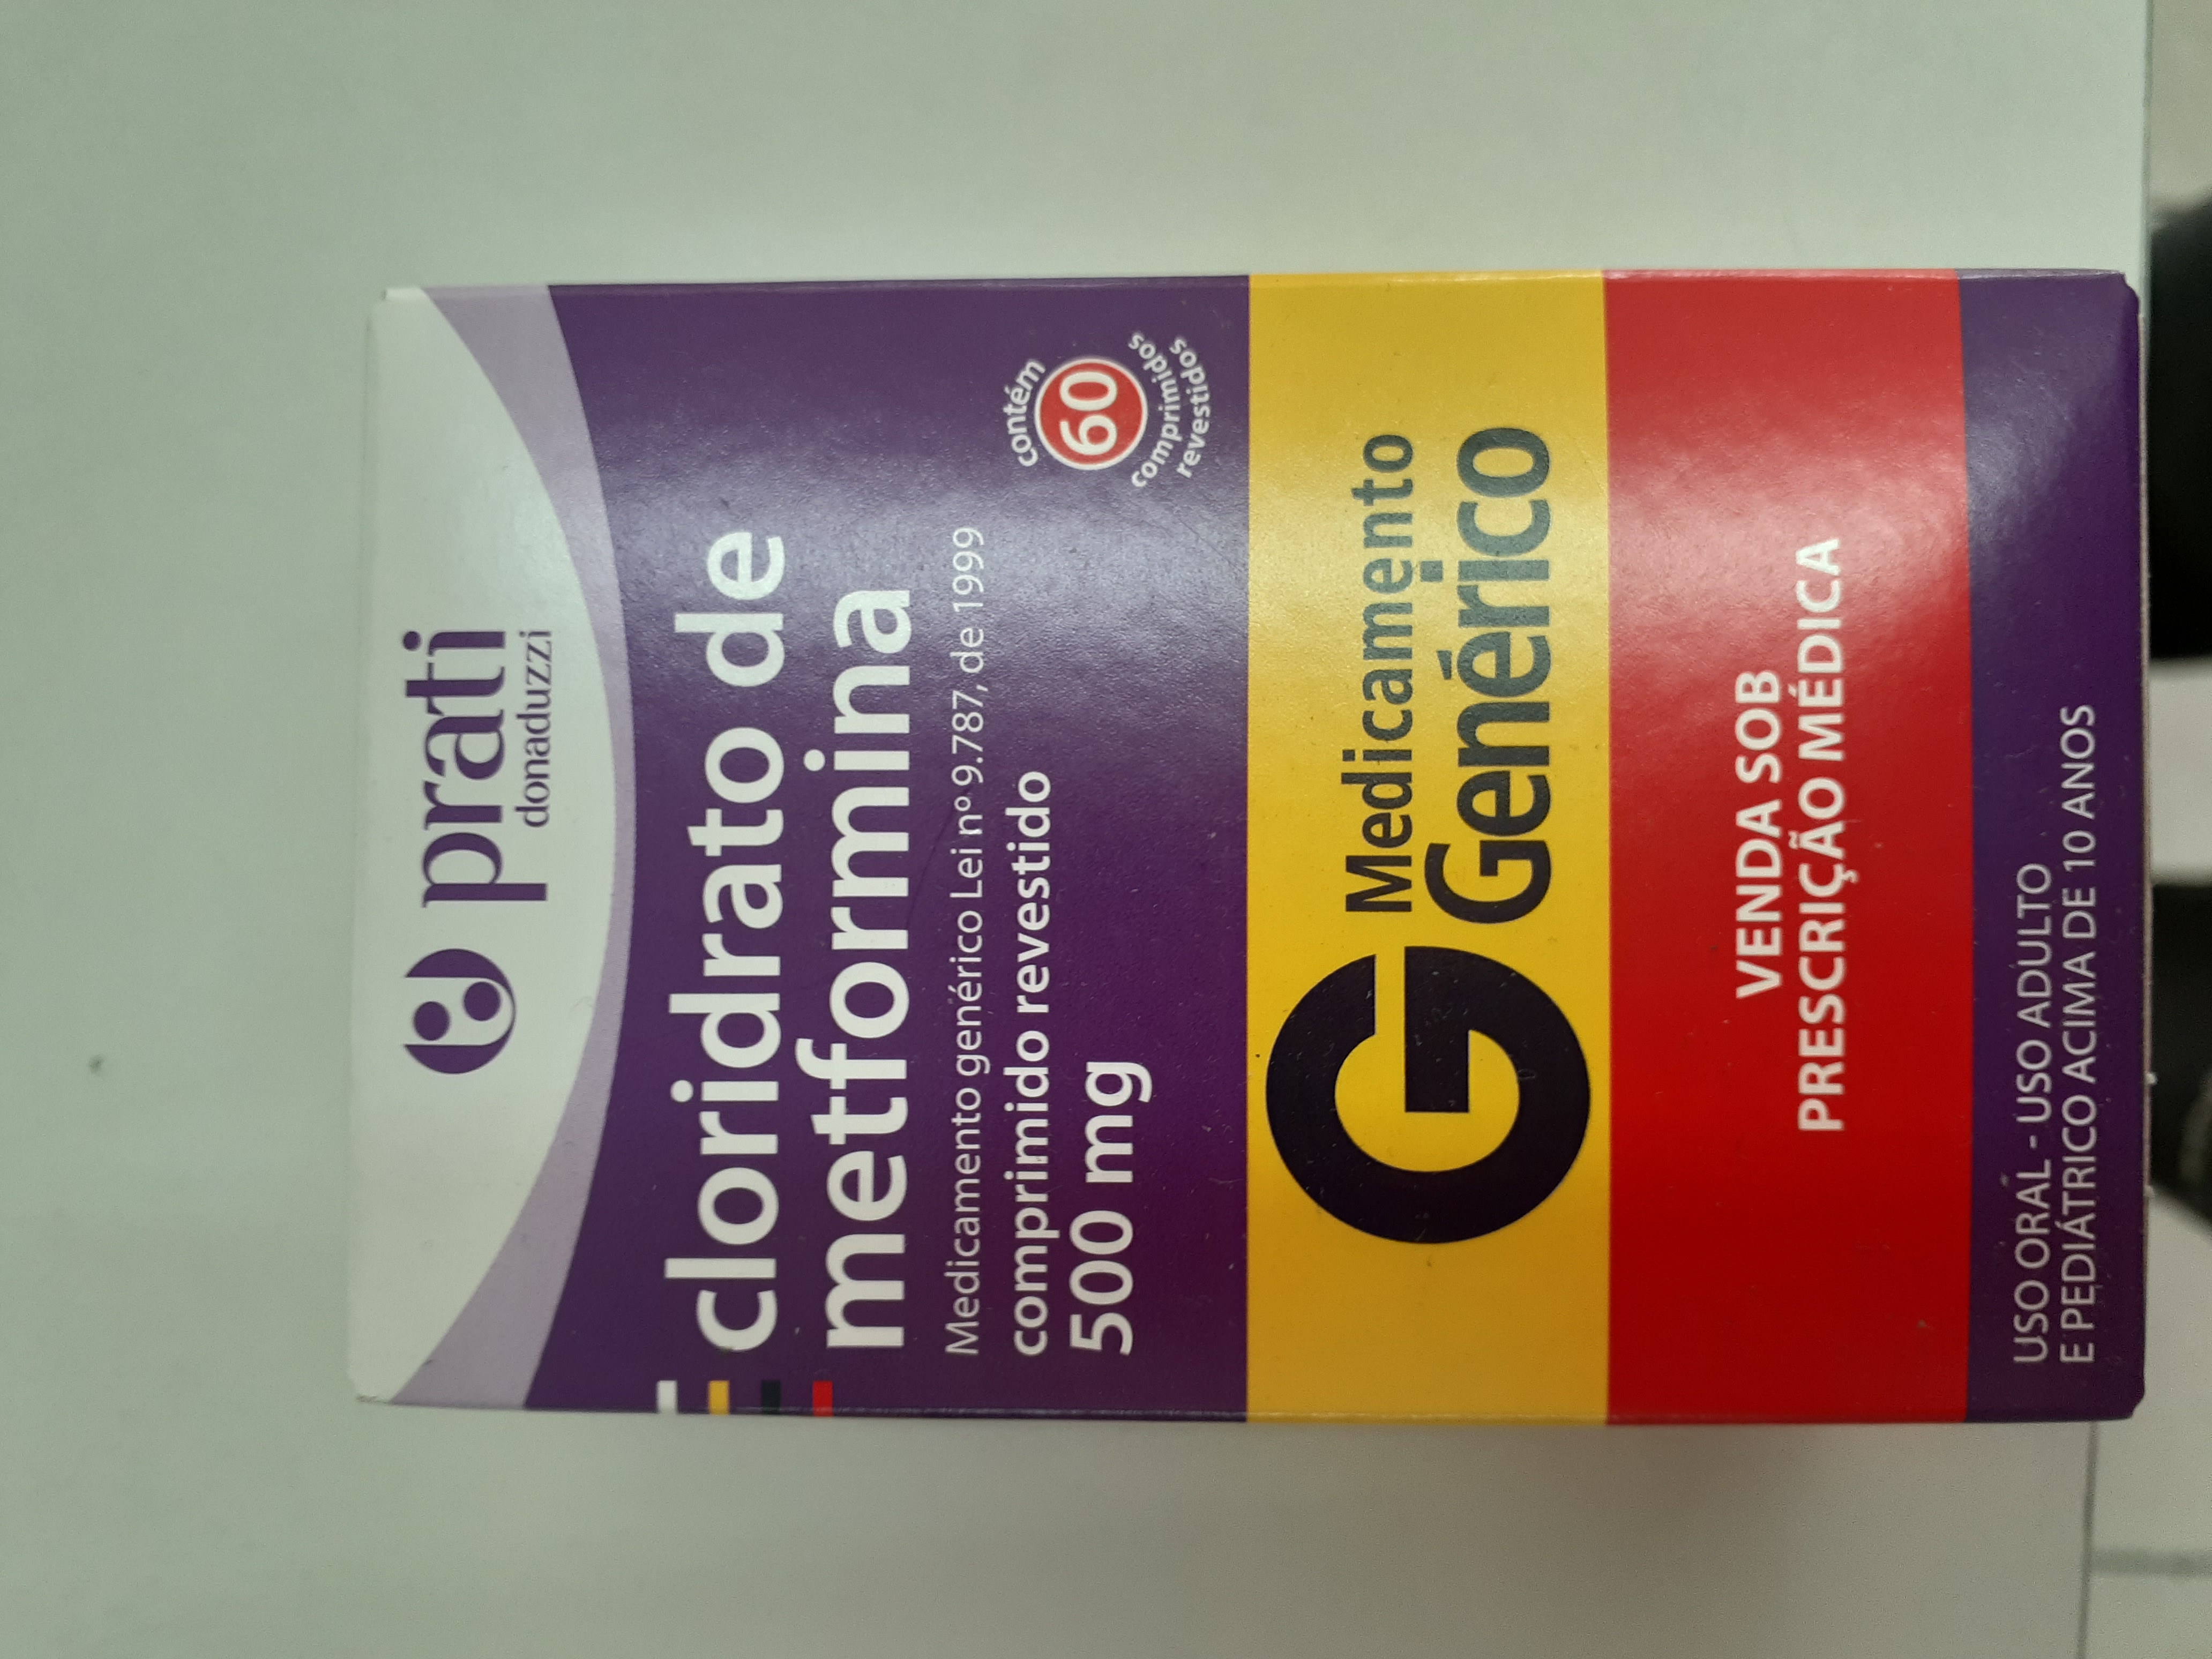 prati
donaduzzi
cloridrato de
metformina
Medicamento genérico Lei nº 9.787, de 1999
comprimido revestido
500 mg
contém
60
comprimidos
revestidos
G Medicamento
Genérico
VENDA SOB
PRESCRIÇÃO MÉDICA
USO ORAL - USO ADULTO
E PEDIÁTRICO ACIMA DE 10 ANOS